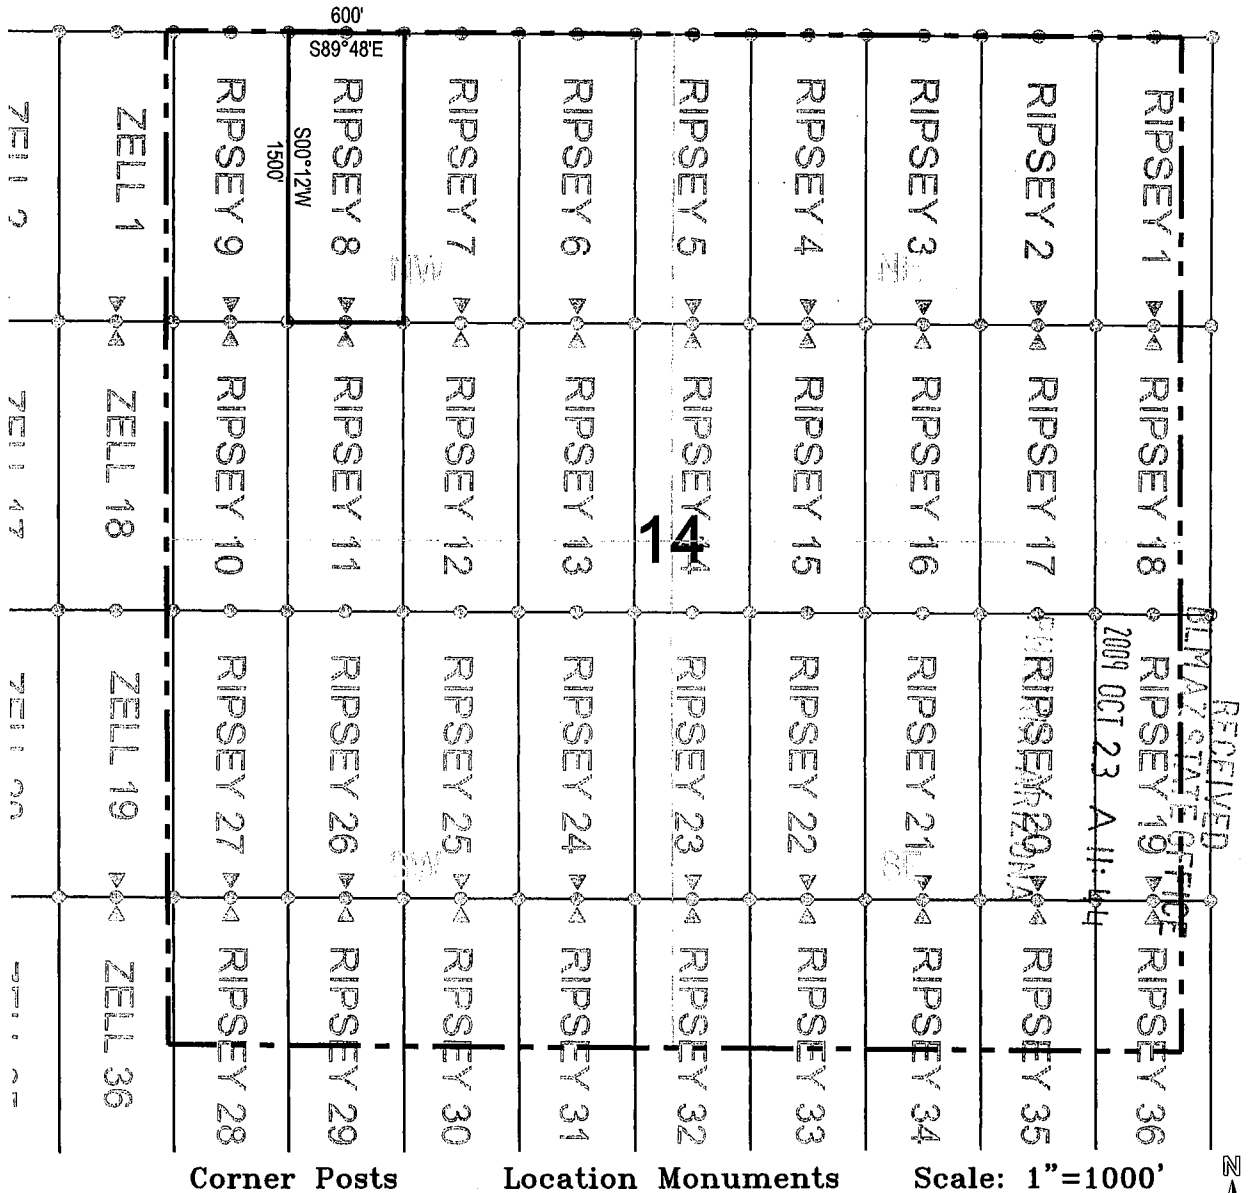 600'
S89°48'E
S00°12'W
1500'
ZELL 1
RIPSEY 9
RIPSEY 8
RIPSEY 7
RIPSEY 6
RIPSEY 5
RIPSEY 4
RIPSEY 3
RIPSEY 2
RIPSEY 1
NW
ZELL 18
RIPSEY 10
RIPSEY 11
RIPSEY 12
RIPSEY 13
RIPSEY 14
RIPSEY 15
RIPSEY 16
RIPSEY 17
RIPSEY 18
14
ZELL 19
RIPSEY 27
RIPSEY 26
RIPSEY 25
RIPSEY 24
RIPSEY 23
RIPSEY 22
RIPSEY 21
RIPSEY 20
RIPSEY 19
SW
SE
RECEIVED
BLM AZ STATE OFFICE
2009 OCT 23 A 11:44
ARIZONA
ZELL 36
RIPSEY 28
RIPSEY 29
RIPSEY 30
RIPSEY 31
RIPSEY 32
RIPSEY 33
RIPSEY 34
RIPSEY 35
RIPSEY 36
Corner Posts
Location Monuments
Scale: 1"=1000'
N